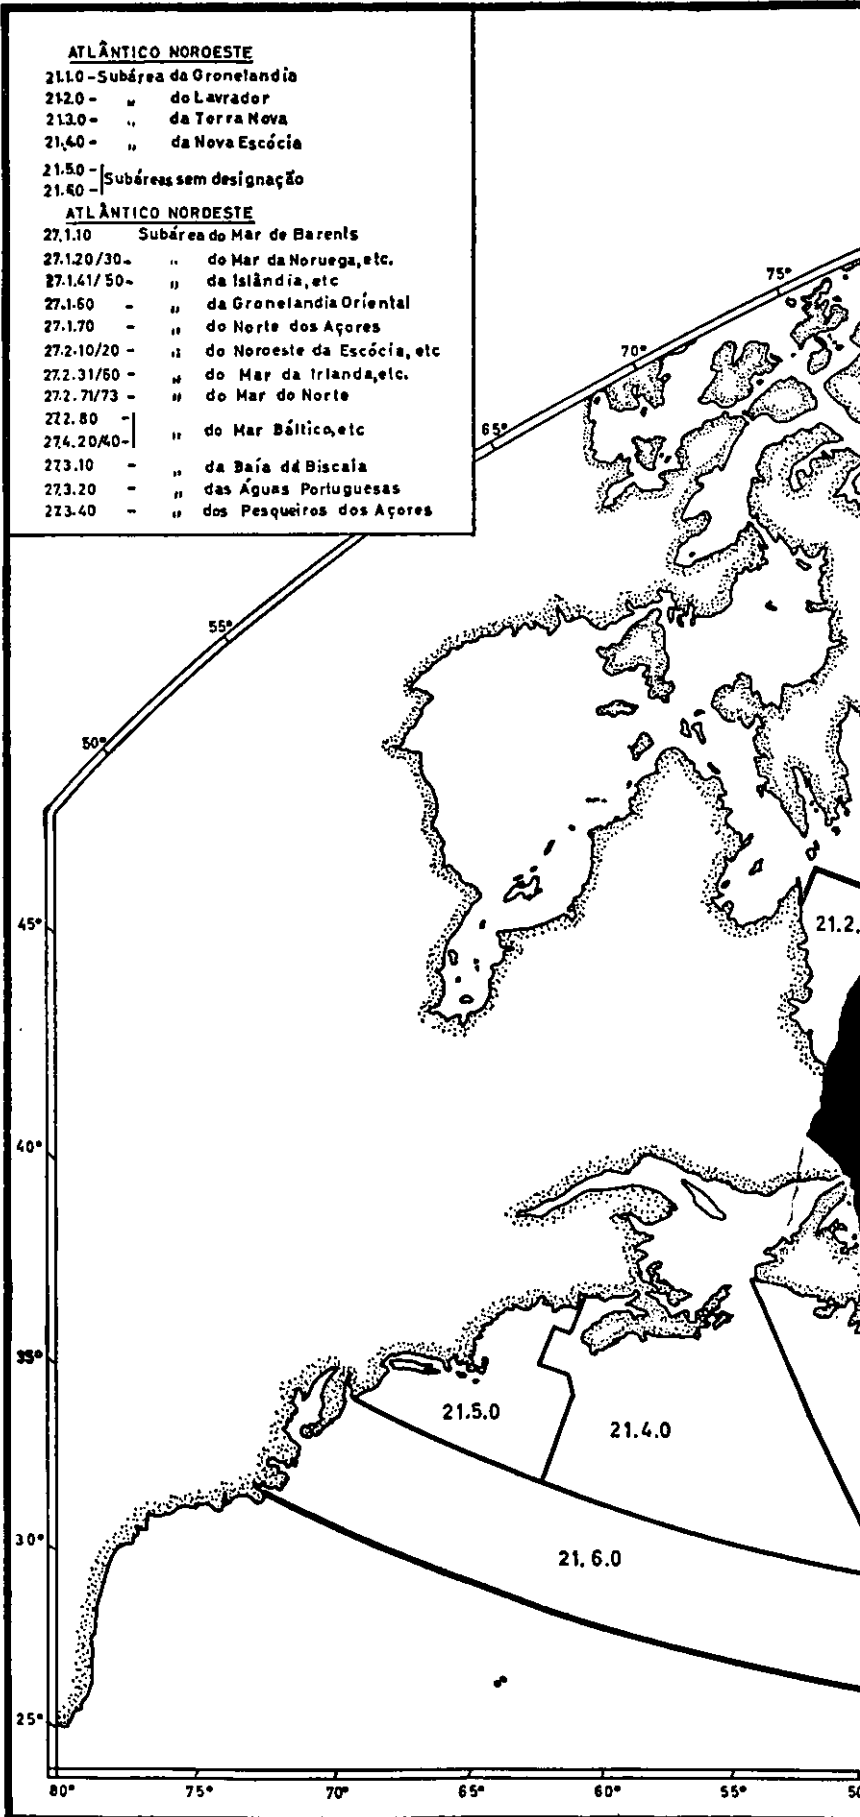 ATLÂNTICO NOROESTE
21.1.0 - Subárea da Gronelandia
21.2.0 - " do Lavrador
21.3.0 - " da Terra Nova
21.4.0 - " da Nova Escócia
21.5.0 -
21.6.0 - Subáreas sem designação
ATLÂNTICO NORDESTE
27.1.10 Subárea do Mar de Barents
27.1.20/30 - " do Mar da Noruega, etc.
27.1.41/50 - " da Islândia, etc
27.1.60 - " da Gronelandia Oriental
27.1.70 - " do Norte dos Açores
27.2.10/20 - " do Noroeste da Escócia, etc
27.2.31/60 - " do Mar da Irlanda, etc.
27.2.71/73 - " do Mar do Norte
27.2.80 -
27.4.20/40 - " do Mar Báltico, etc
27.3.10 - " da Baía da Biscaia
27.3.20 - " das Águas Portuguesas
27.3.40 - " dos Pesqueiros dos Açores
75°
70°
65°
55°
50°
45°
21.2.
40°
35°
21.5.0
21.4.0
30°
21.6.0
25°
80° 75° 70° 65° 60° 55° 50